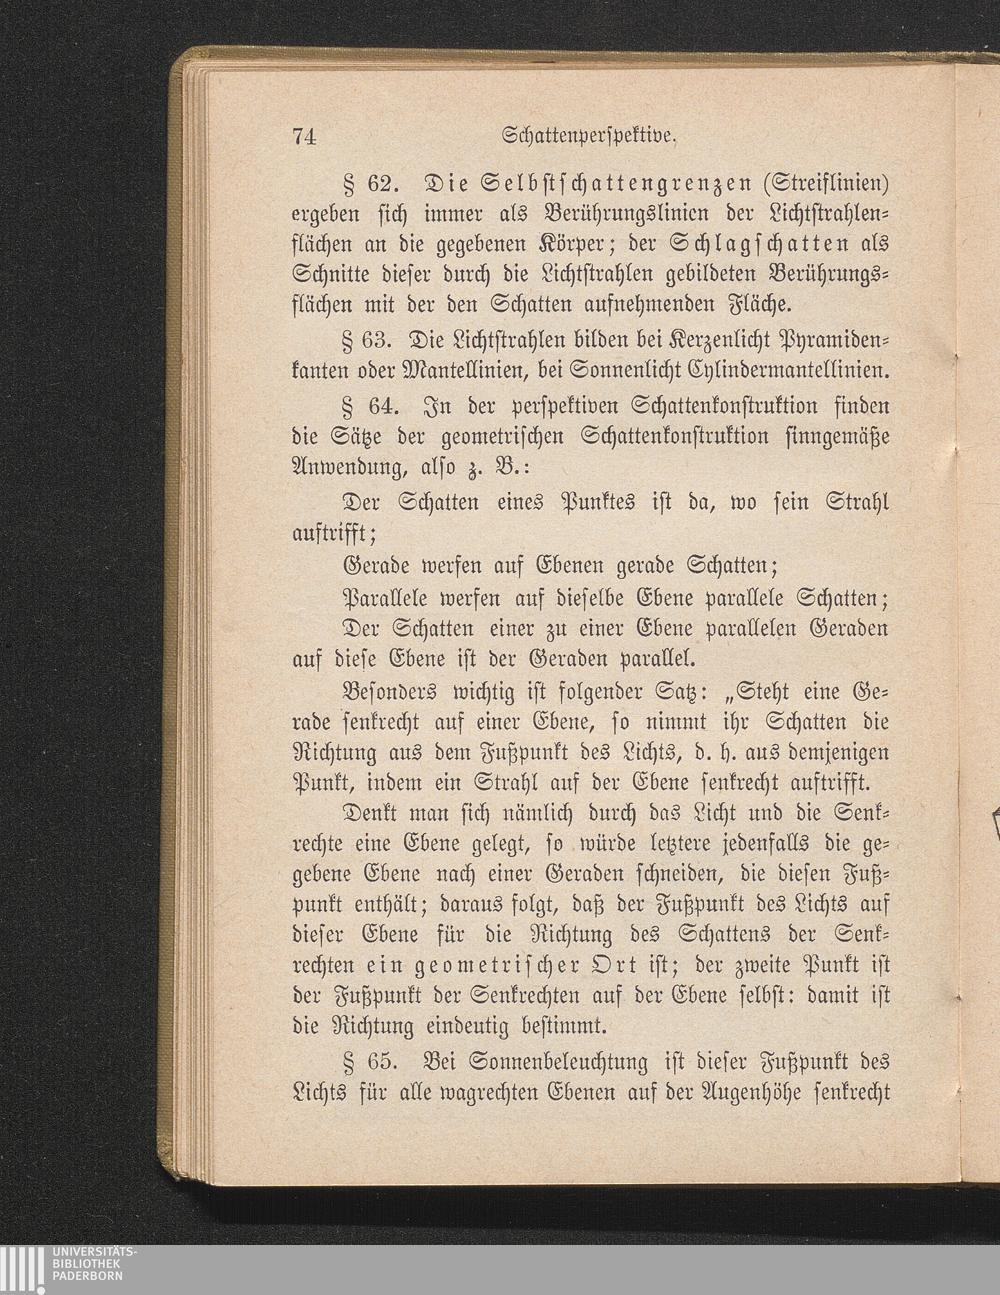 74 Schattenperspektive.
§ 62. Die Selbstschattengrenzen (Streiflinien)
ergeben sich immer als Berührungslinien der Lichtstrahlen-
flächen an die gegebenen Körper; der Schlagschatten als
Schnitte dieser durch die Lichtstrahlen gebildeten Berührungs-
flächen mit der den Schatten aufnehmenden Fläche.
§ 63. Die Lichtstrahlen bilden bei Kerzenlicht Pyramiden-
kanten oder Mantellinien, bei Sonnenlicht Cylindermantellinien.
§ 64. In der perspektiven Schattenkonstruktion finden
die Sätze der geometrischen Schattenkonstruktion sinngemäße
Anwendung, also z. B.:
Der Schatten eines Punktes ist da, wo sein Strahl
auftrifft;
Gerade werfen auf Ebenen gerade Schatten;
Parallele werfen auf dieselbe Ebene parallele Schatten;
Der Schatten einer zu einer Ebene parallelen Geraden
auf diese Ebene ist der Geraden parallel.
Besonders wichtig ist folgender Satz: „Steht eine Ge-
rade senkrecht auf einer Ebene, so nimmt ihr Schatten die
Richtung aus dem Fußpunkt des Lichts, d. h. aus demjenigen
Punkt, indem ein Strahl auf der Ebene senkrecht auftrifft.
Denkt man sich nämlich durch das Licht und die Senk-
rechte eine Ebene gelegt, so würde letztere jedenfalls die ge-
gebene Ebene nach einer Geraden schneiden, die diesen Fuß-
punkt enthält; daraus folgt, daß der Fußpunkt des Lichts auf
dieser Ebene für die Richtung des Schattens der Senk-
rechten ein geometrischer Ort ist; der zweite Punkt ist
der Fußpunkt der Senkrechten auf der Ebene selbst: damit ist
die Richtung eindeutig bestimmt.
§ 65. Bei Sonnenbeleuchtung ist dieser Fußpunkt des
Lichts für alle wagrechten Ebenen auf der Augenhöhe senkrecht
UNIVERSITÄTS-
BIBLIOTHEK
PADERBORN